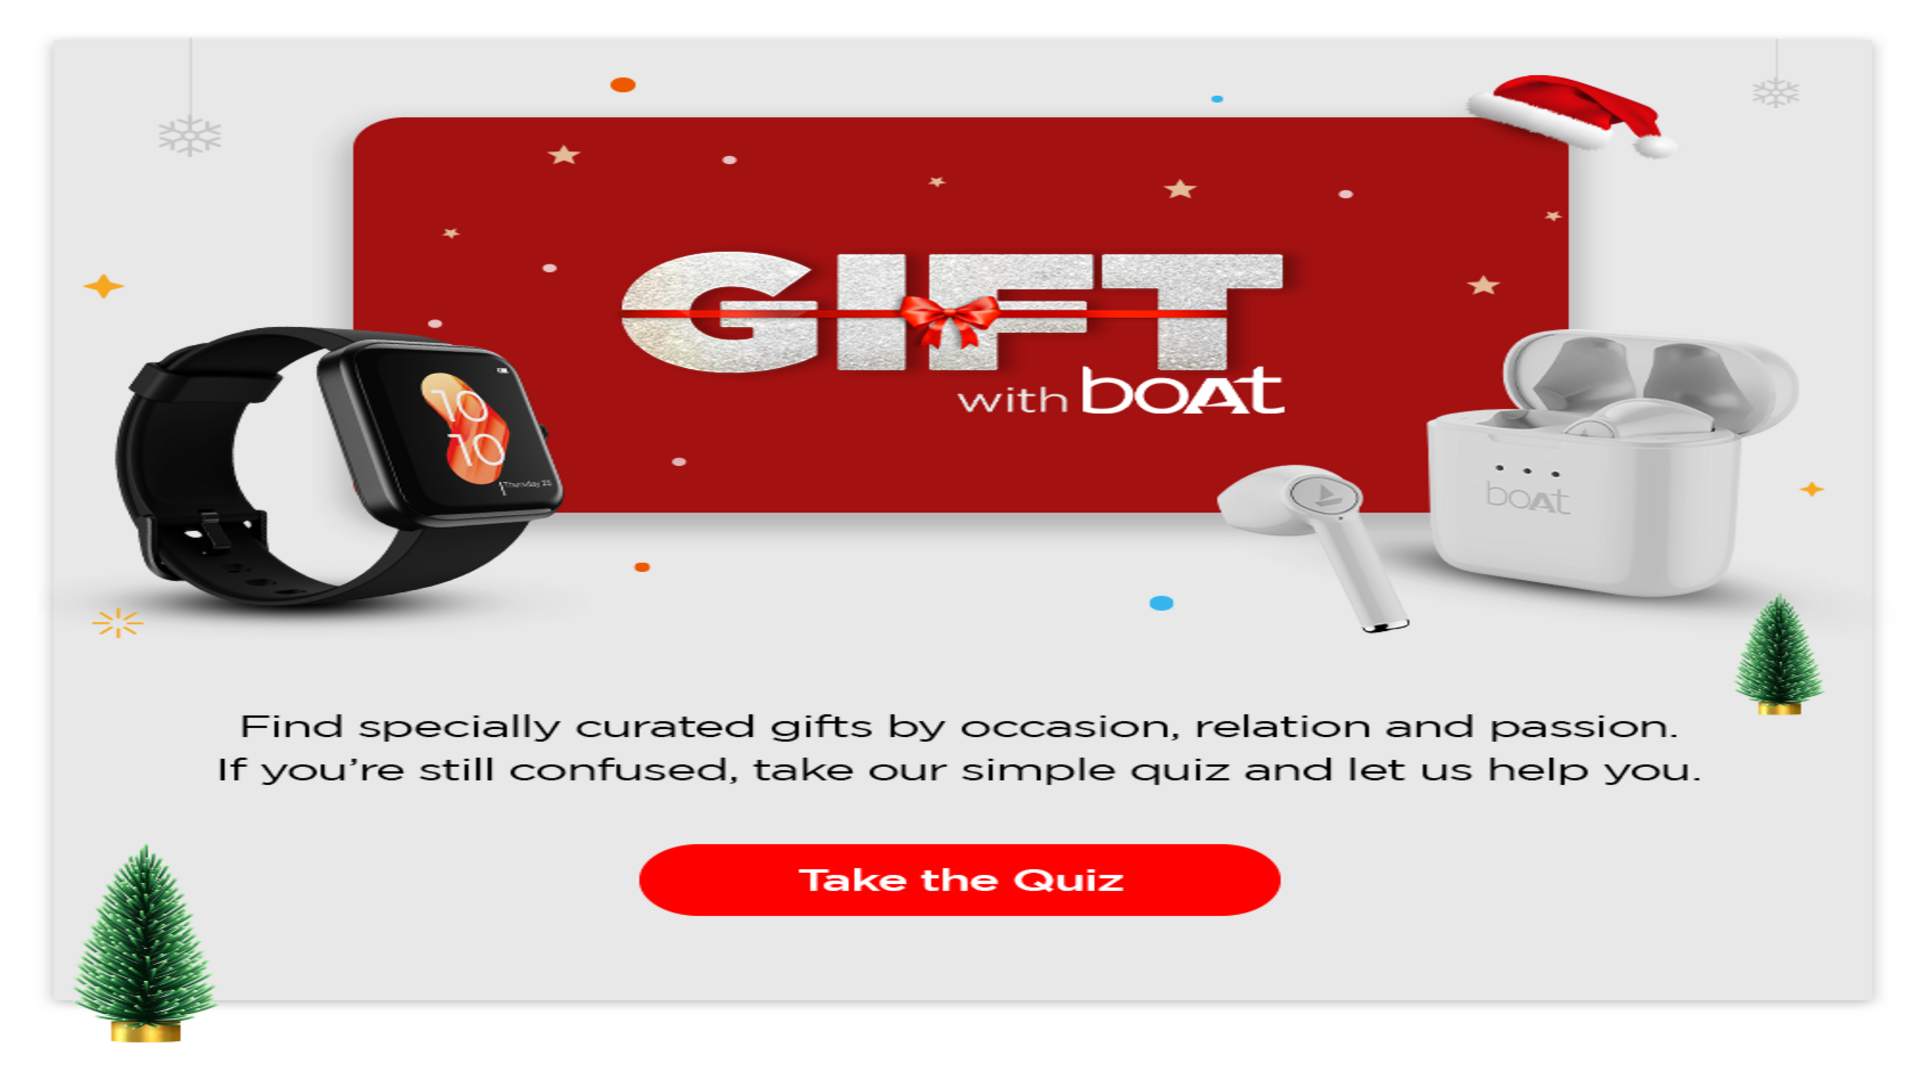 GIFT
with boAt
10
10
Thursday 25
boAt
Find specially curated gifts by occasion, relation and passion.
If you're still confused, take our simple quiz and let us help you.
Take the Quiz